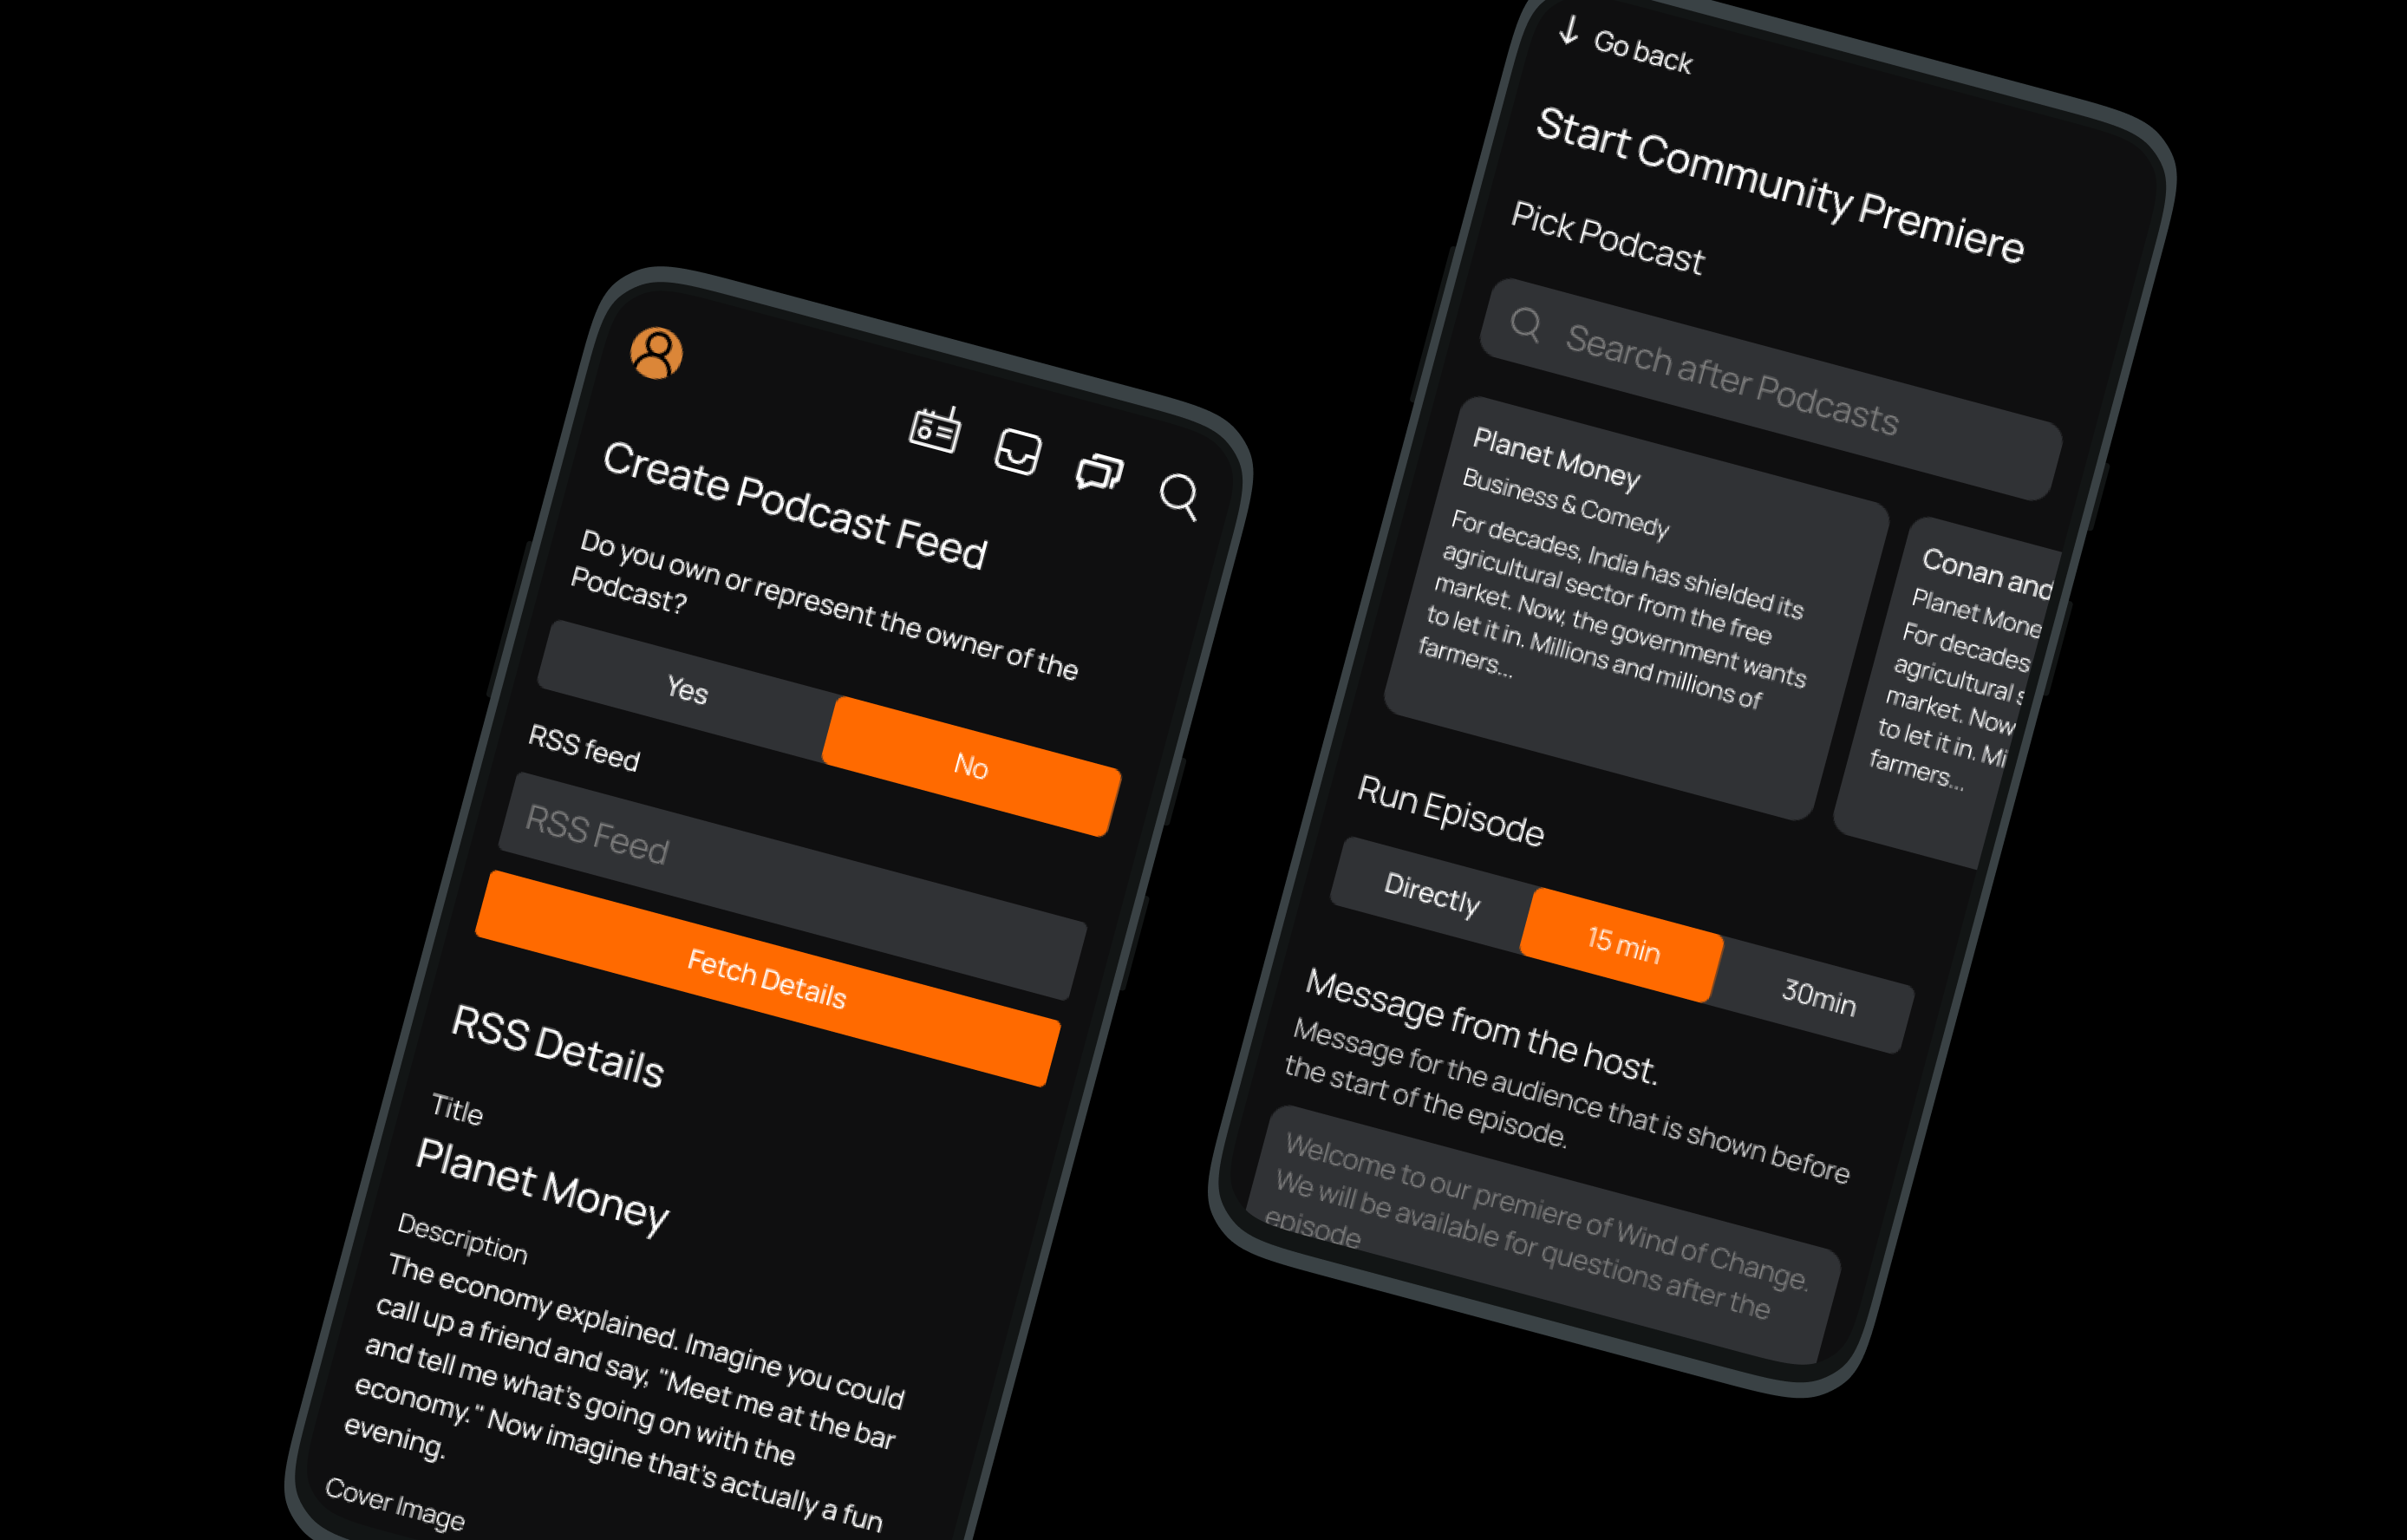 Create Podcast Feed
Do you own or represent the owner of the
Podcast?
Yes
No
RSS feed
RSS Feed
Fetch Details
RSS Details
Title
Planet Money
Description
The economy explained. Imagine you could
call up a friend and say, "Meet me at the bar
and tell me what's going on with the
economy." Now imagine that's actually a fun
evening.
Cover Image
Go back
Start Community Premiere
Pick Podcast
Search after Podcasts
Planet Money
Business & Comedy
For decades, India has shielded its
agricultural sector from the free
market. Now, the government wants
to let it in. Millions and millions of
farmers...
Conan and
Planet Mone
For decades
agricultural s
market. Now
to let it in. Mi
farmers...
Run Episode
Directly
15 min
30min
Message from the host.
Message for the audience that is shown before
the start of the episode.
Welcome to our premiere of Wind of Change.
We will be available for questions after the
episode